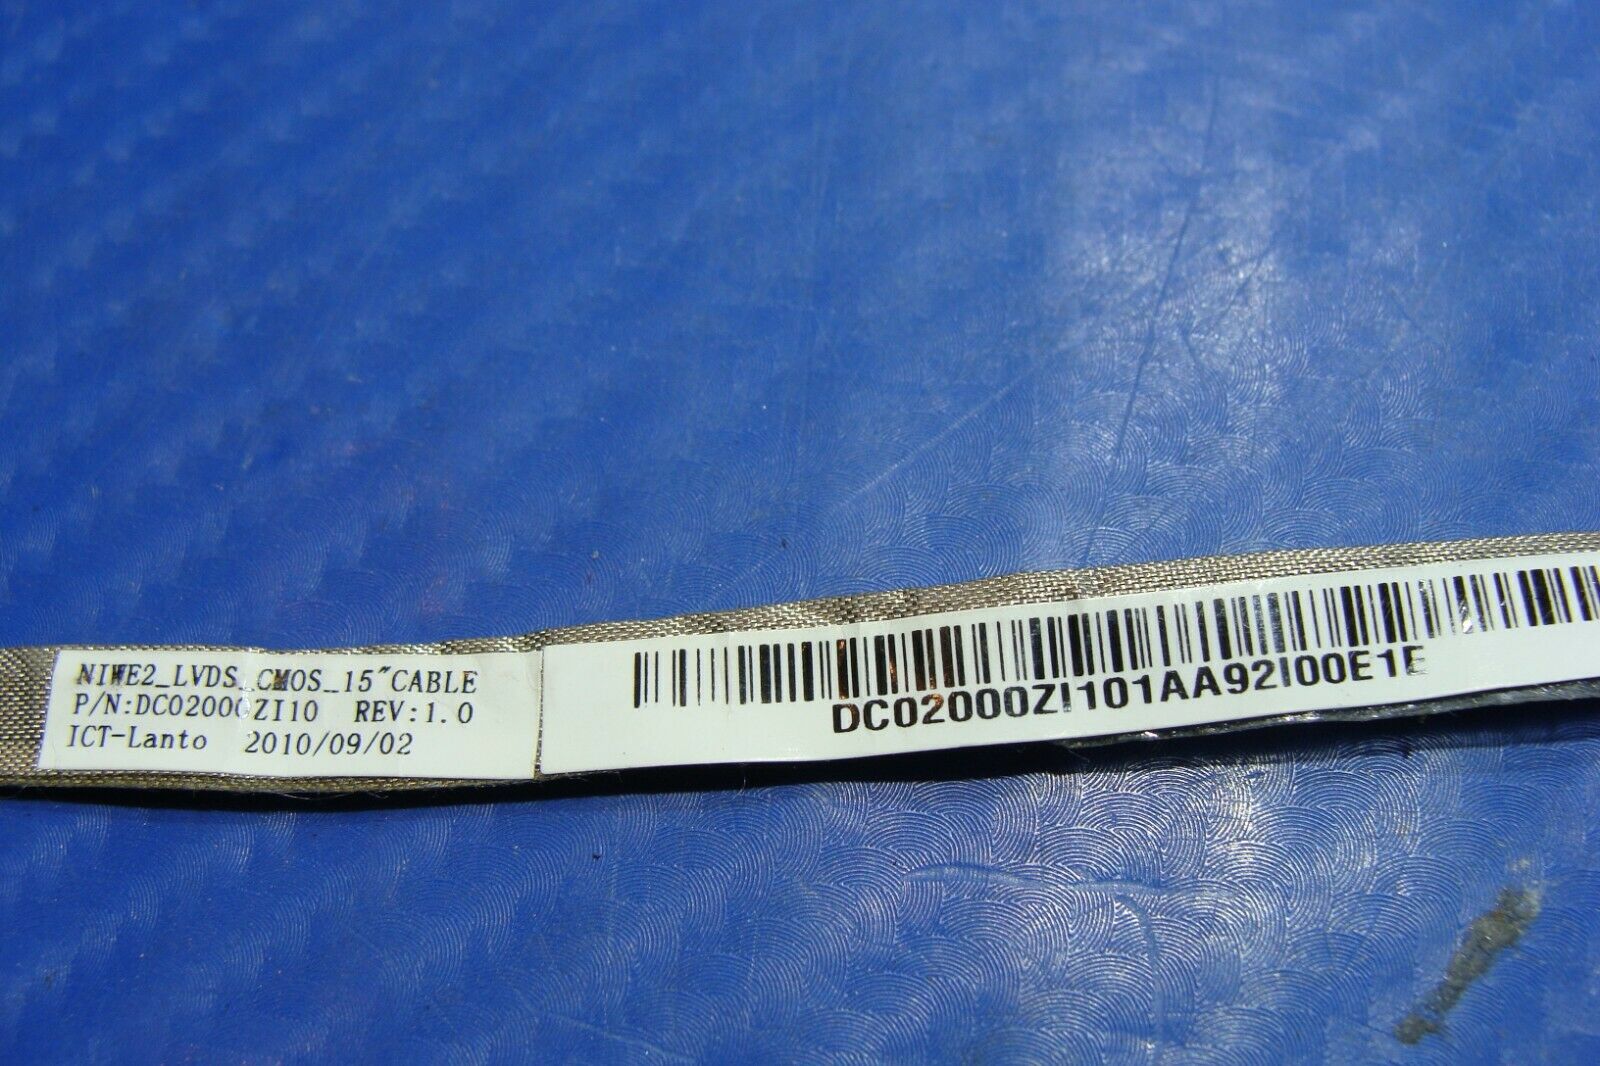 NIWE2_LVDS_CMOS_15"CABLE
P/N:DC02000ZI10 REV:1.0
ICT-Lanto 2010/09/02
DC02000ZI101AA92I00E1E